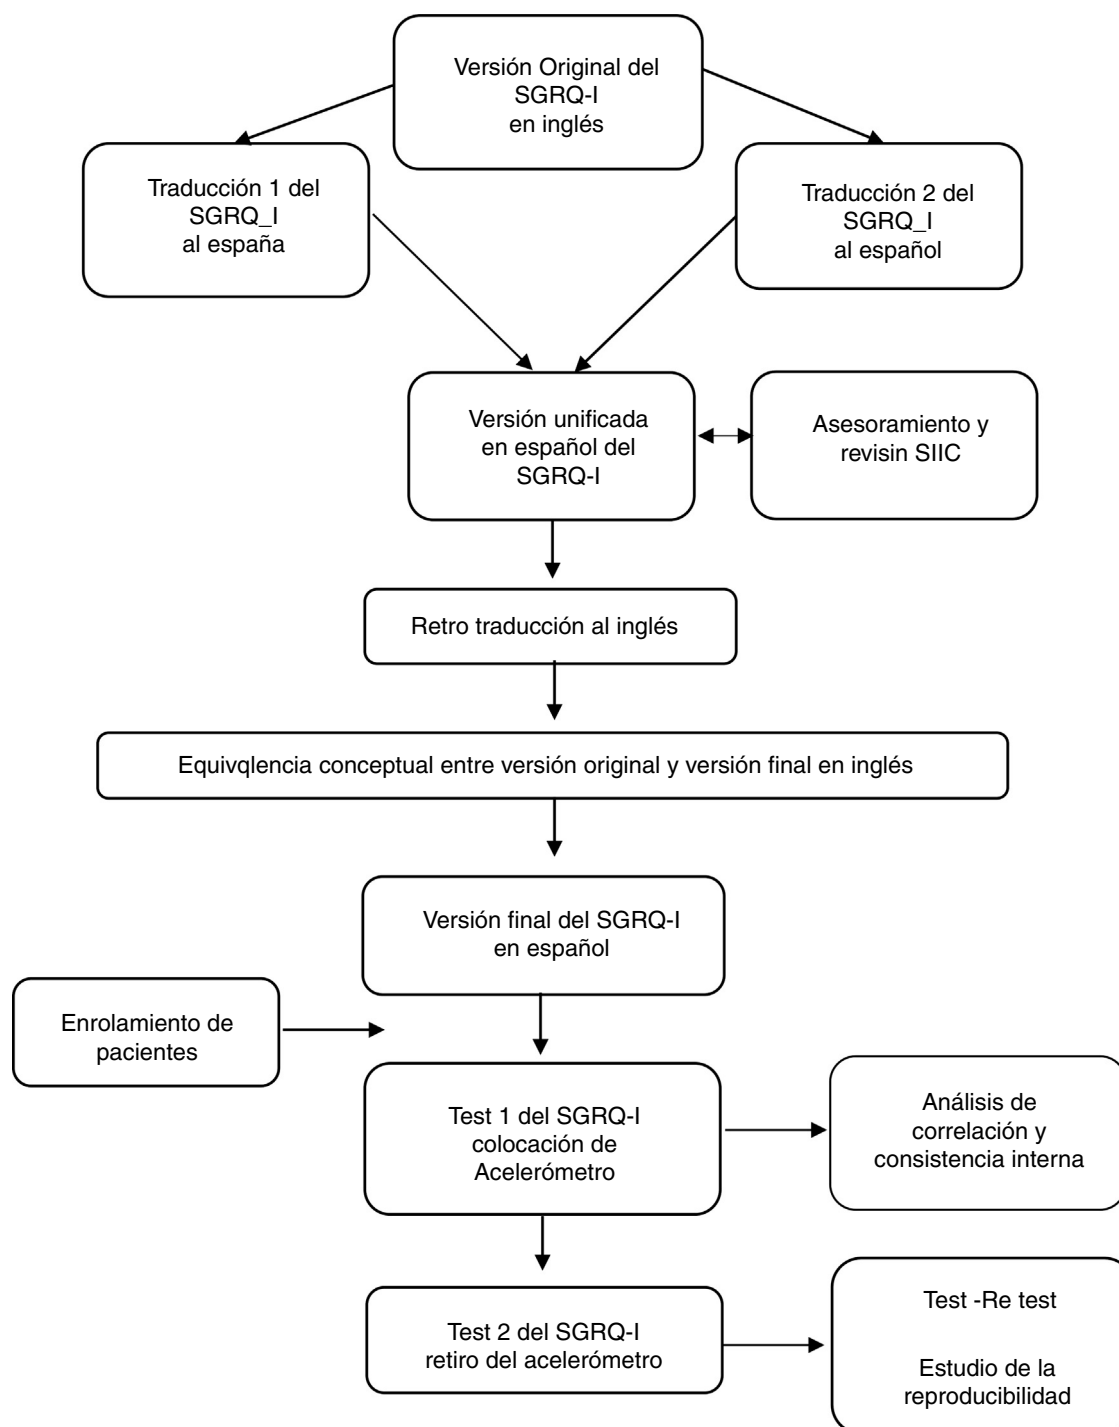 Versión Original del
SGRQ-I
en inglés
Traducción 1 del
SGRQ_I
al españa
Traducción 2 del
SGRQ_I
al español
Versión unificada
en español del
SGRQ-I
Asesoramiento y
revisin SIIC
Retro traducción al inglés
Equivqlencia conceptual entre versión original y versión final en inglés
Versión final del SGRQ-I
en español
Enrolamiento de
pacientes
Test 1 del SGRQ-I
colocación de
Acelerómetro
Análisis de
correlación y
consistencia interna
Test 2 del SGRQ-I
retiro del acelerómetro
Test -Re test
Estudio de la
reproducibilidad